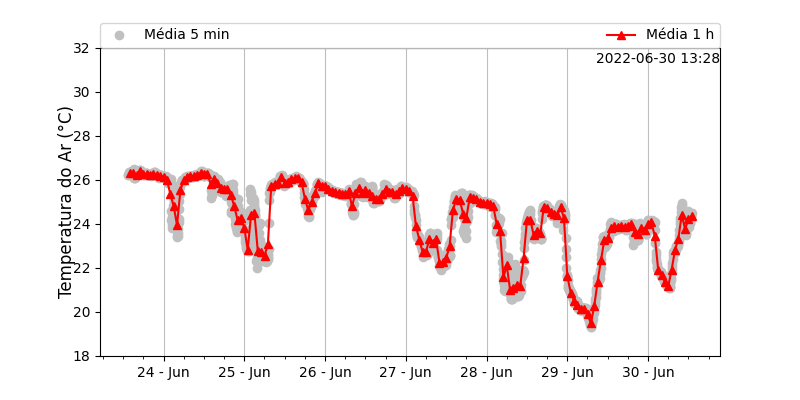 Média 5 min
Média 1 h
2022-06-30 13:28
Temperatura do Ar (°C)
32
30
28
26
24
22
20
18
24 - Jun
25 - Jun
26 - Jun
27 - Jun
28 - Jun
29 - Jun
30 - Jun